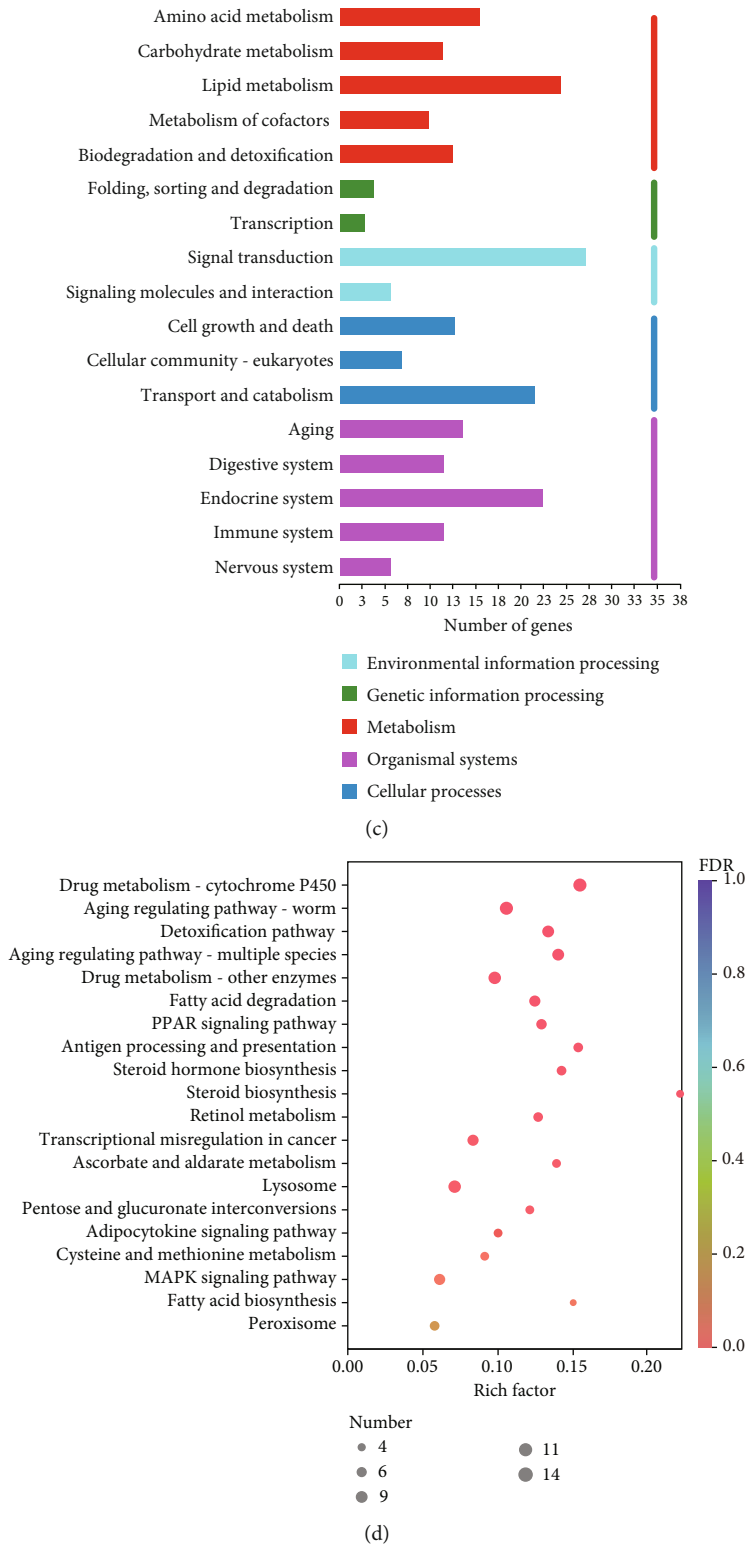 Amino acid metabolism
Carbohydrate metabolism
Lipid metabolism
Metabolism of cofactors
Biodegradation and detoxification
Folding, sorting and degradation
Transcription
Signal transduction
Signaling molecules and interaction
Cell growth and death
Cellular community - eukaryotes
Transport and catabolism
Aging
Digestive system
Endocrine system
Immune system
Nervous system
0 3 5 8 10 13 15 18 20 23 25 28 30 33 35 38
Number of genes
Environmental information processing
Genetic information processing
Metabolism
Organismal systems
Cellular processes
(c)
FDR
1.0
0.8
0.6
0.4
0.2
0.0
Drug metabolism - cytochrome P450
Aging regulating pathway - worm
Detoxification pathway
Aging regulating pathway - multiple species
Drug metabolism - other enzymes
Fatty acid degradation
PPAR signaling pathway
Antigen processing and presentation
Steroid hormone biosynthesis
Steroid biosynthesis
Retinol metabolism
Transcriptional misregulation in cancer
Ascorbate and aldarate metabolism
Lysosome
Pentose and glucuronate interconversions
Adipocytokine signaling pathway
Cysteine and methionine metabolism
MAPK signaling pathway
Fatty acid biosynthesis
Peroxisome
0.00 0.05 0.10 0.15 0.20
Rich factor
Number
4
6
9
11
14
(d)